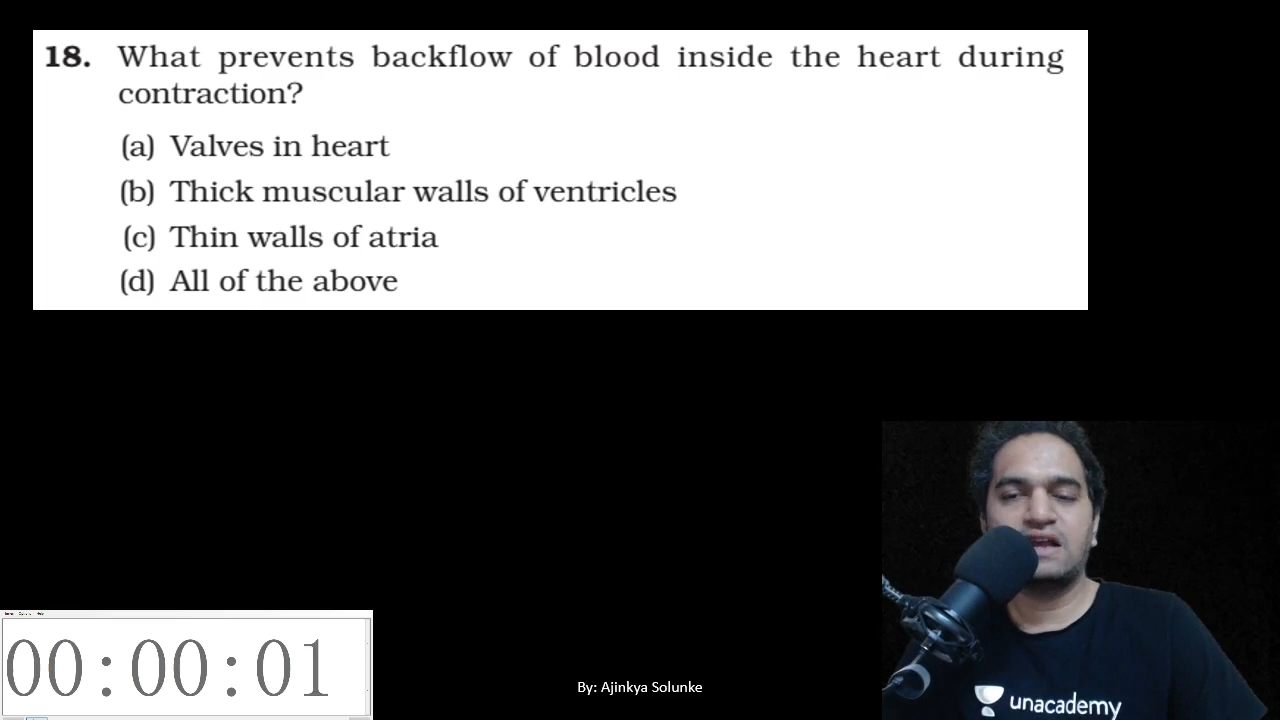 18. What prevents backflow of blood inside the heart during
contraction?
(a) Valves in heart
(b) Thick muscular walls of ventricles
(c) Thin walls of atria
(d) All of the above
00:00:01
By: Ajinkya Solunke
unacademy